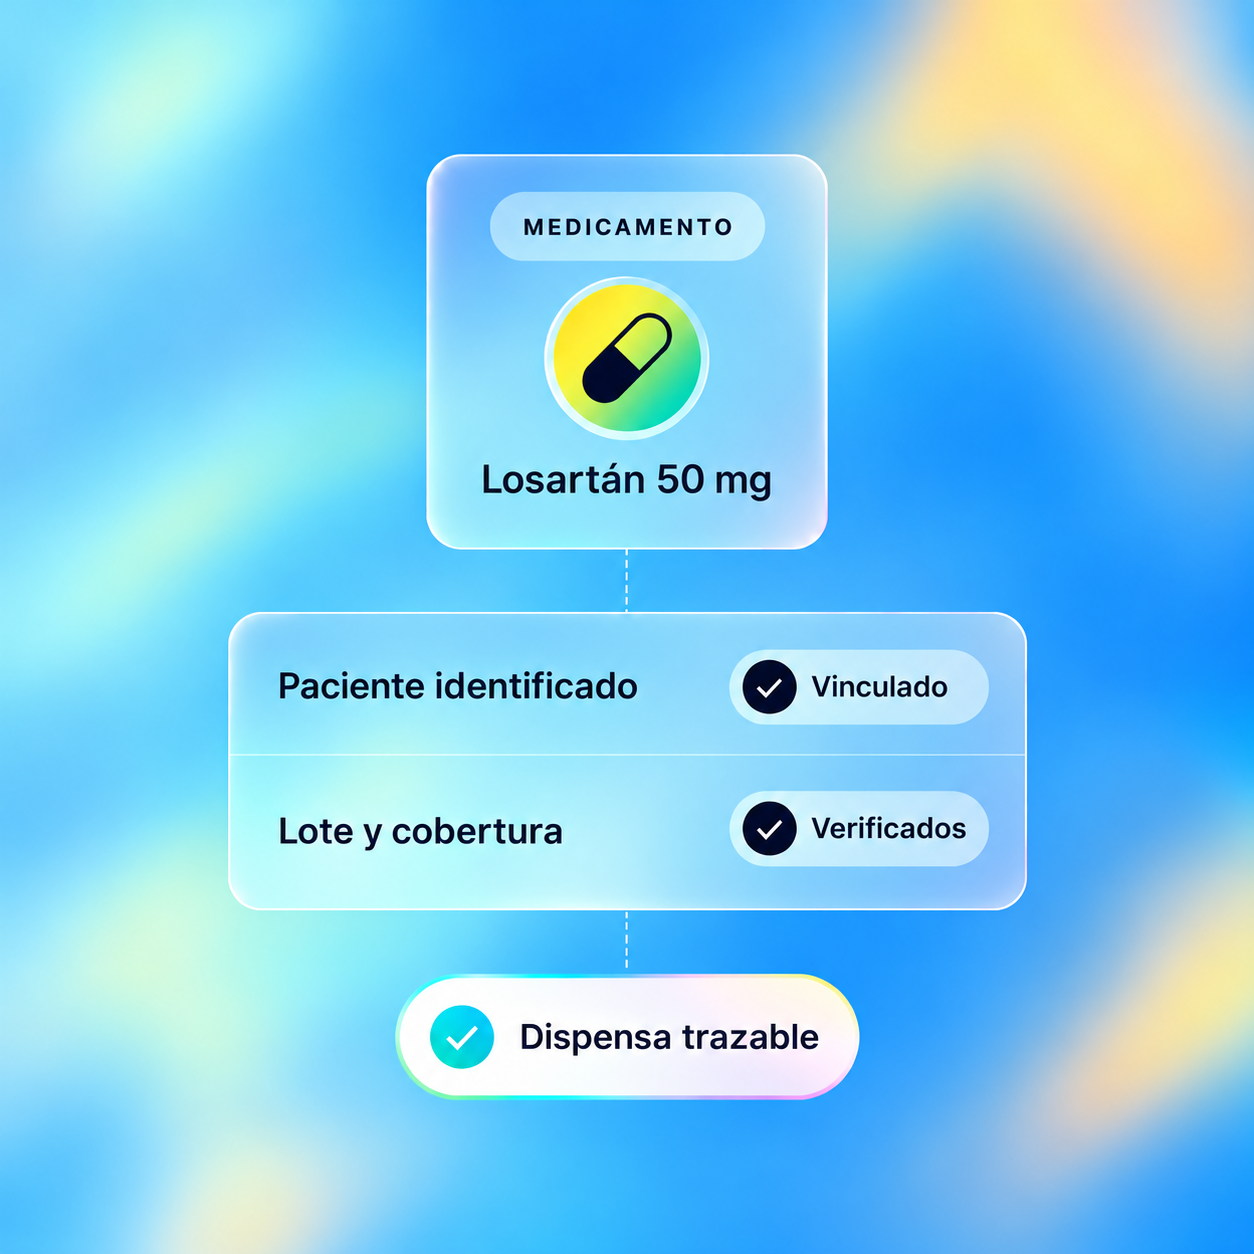 MEDICAMENTO
Losartán 50 mg
Paciente identificado
Vinculado
Lote y cobertura
Verificados
Dispensa trazable